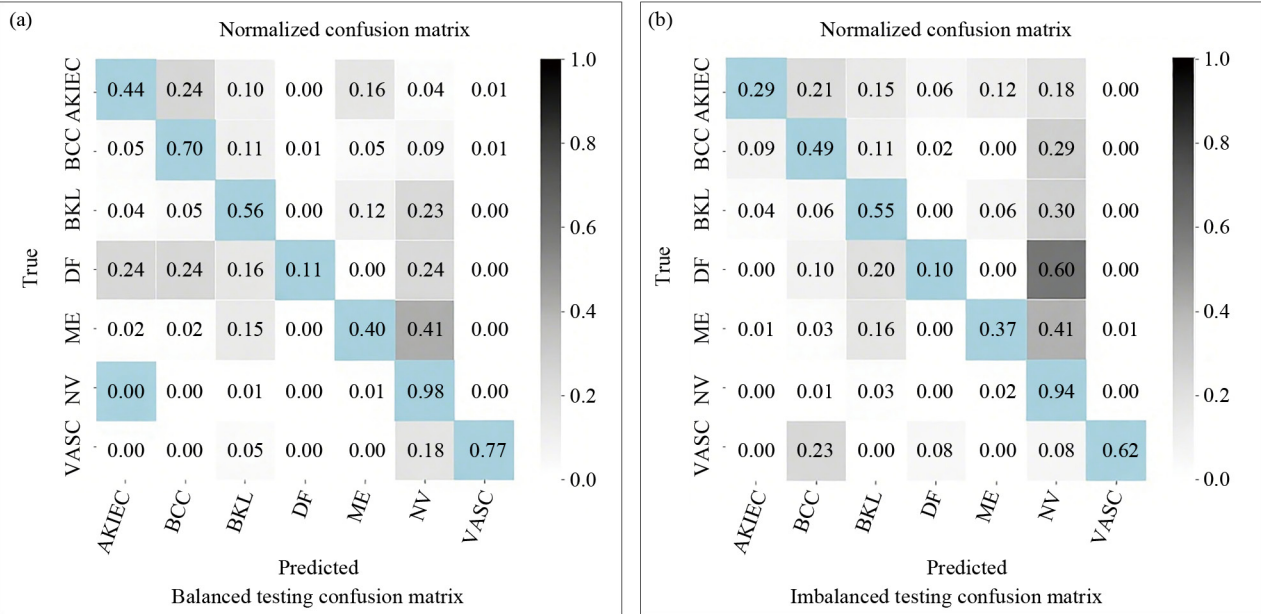 (a)
Normalized confusion matrix
True
AKIEC 0.44 0.24 0.10 0.00 0.16 0.04 0.01
BCC 0.05 0.70 0.11 0.01 0.05 0.09 0.01
BKL 0.04 0.05 0.56 0.00 0.12 0.23 0.00
DF 0.24 0.24 0.16 0.11 0.00 0.24 0.00
ME 0.02 0.02 0.15 0.00 0.40 0.41 0.00
NV 0.00 0.00 0.01 0.00 0.01 0.98 0.00
VASC 0.00 0.00 0.05 0.00 0.00 0.18 0.77
AKIEC BCC BKL DF ME NV VASC
1.0
0.8
0.6
0.4
0.2
0.0
Predicted
Balanced testing confusion matrix
(b)
Normalized confusion matrix
True
AKIEC 0.29 0.21 0.15 0.06 0.12 0.18 0.00
BCC 0.09 0.49 0.11 0.02 0.00 0.29 0.00
BKL 0.04 0.06 0.55 0.00 0.06 0.30 0.00
DF 0.00 0.10 0.20 0.10 0.00 0.60 0.00
ME 0.01 0.03 0.16 0.00 0.37 0.41 0.01
NV 0.00 0.01 0.03 0.00 0.02 0.94 0.00
VASC 0.00 0.23 0.00 0.08 0.00 0.08 0.62
AKIEC BCC BKL DF ME NV VASC
1.0
0.8
0.6
0.4
0.2
0.0
Predicted
Imbalanced testing confusion matrix